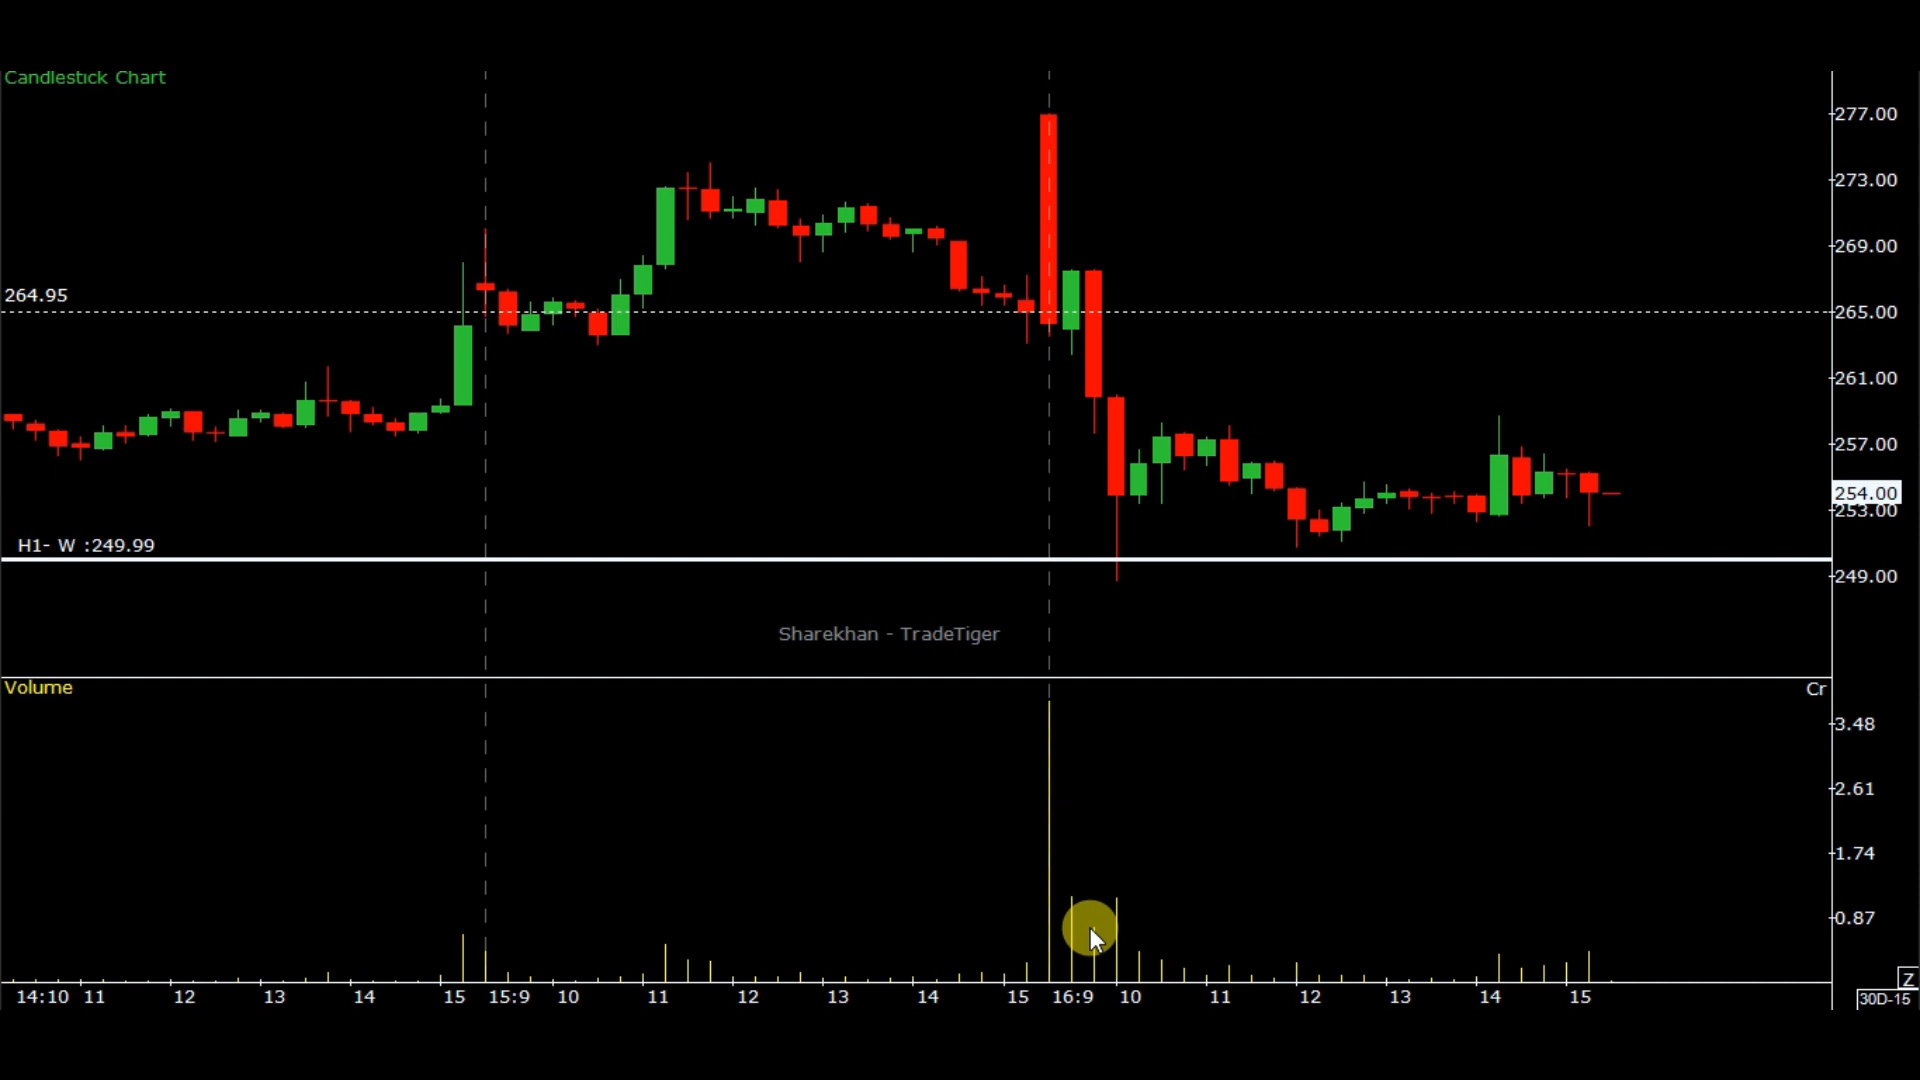 Candlestick Chart
277.00
273.00
269.00
264.95
265.00
261.00
257.00
254.00
253.00
H1- W :249.99
249.00
Sharekhan - TradeTiger
Volume
Cr
3.48
2.61
1.74
0.87
Z
14:10 11 12 13 14 15 15:9 10 11 12 13 14 15 16:9 10 11 12 13 14 15
30D-15